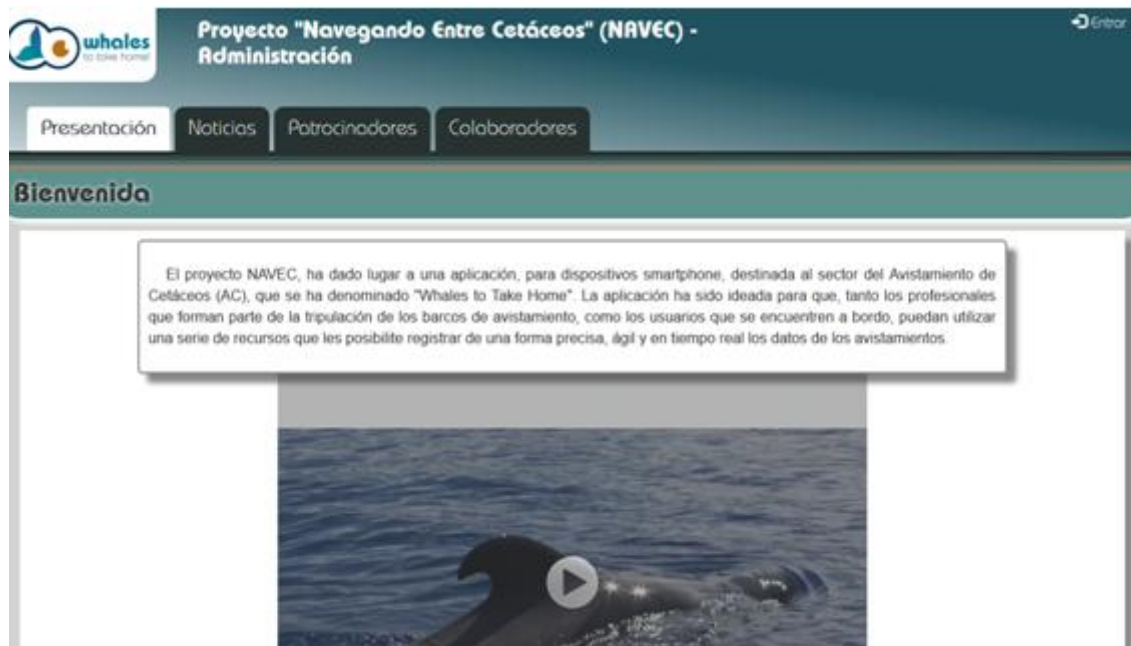 whales
to take home!
Proyecto "Navegando Entre Cetáceos" (NAVEC) -
Administración
Entrar
Presentación
Noticias
Patrocinadores
Colaboradores
Bienvenida
El proyecto NAVEC, ha dado lugar a una aplicación, para dispositivos smartphone, destinada al sector del Avistamiento de
Cetáceos (AC), que se ha denominado "Whales to Take Home". La aplicación ha sido ideada para que, tanto los profesionales
que forman parte de la tripulación de los barcos de avistamiento, como los usuarios que se encuentren a bordo, puedan utilizar
una serie de recursos que les posibilite registrar de una forma precisa, ágil y en tiempo real los datos de los avistamientos.